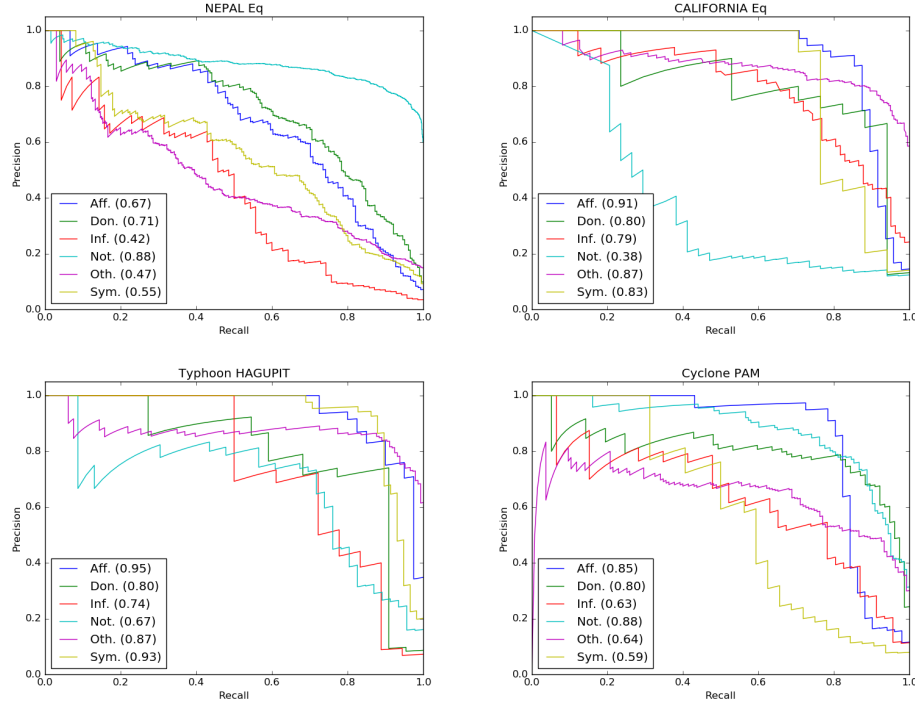 NEPAL Eq
1.0
0.8
0.6
0.4
0.2
0.0
Precision
Aff. (0.67)
Don. (0.71)
Inf. (0.42)
Not. (0.88)
Oth. (0.47)
Sym. (0.55)
0.0 0.2 0.4 0.6 0.8 1.0
Recall
CALIFORNIA Eq
1.0
0.8
0.6
0.4
0.2
0.0
Precision
Aff. (0.91)
Don. (0.80)
Inf. (0.79)
Not. (0.38)
Oth. (0.87)
Sym. (0.83)
0.0 0.2 0.4 0.6 0.8 1.0
Recall
Typhoon HAGUPIT
1.0
0.8
0.6
0.4
0.2
0.0
Precision
Aff. (0.95)
Don. (0.80)
Inf. (0.74)
Not. (0.67)
Oth. (0.87)
Sym. (0.93)
0.0 0.2 0.4 0.6 0.8 1.0
Recall
Cyclone PAM
1.0
0.8
0.6
0.4
0.2
0.0
Precision
Aff. (0.85)
Don. (0.80)
Inf. (0.63)
Not. (0.88)
Oth. (0.64)
Sym. (0.59)
0.0 0.2 0.4 0.6 0.8 1.0
Recall